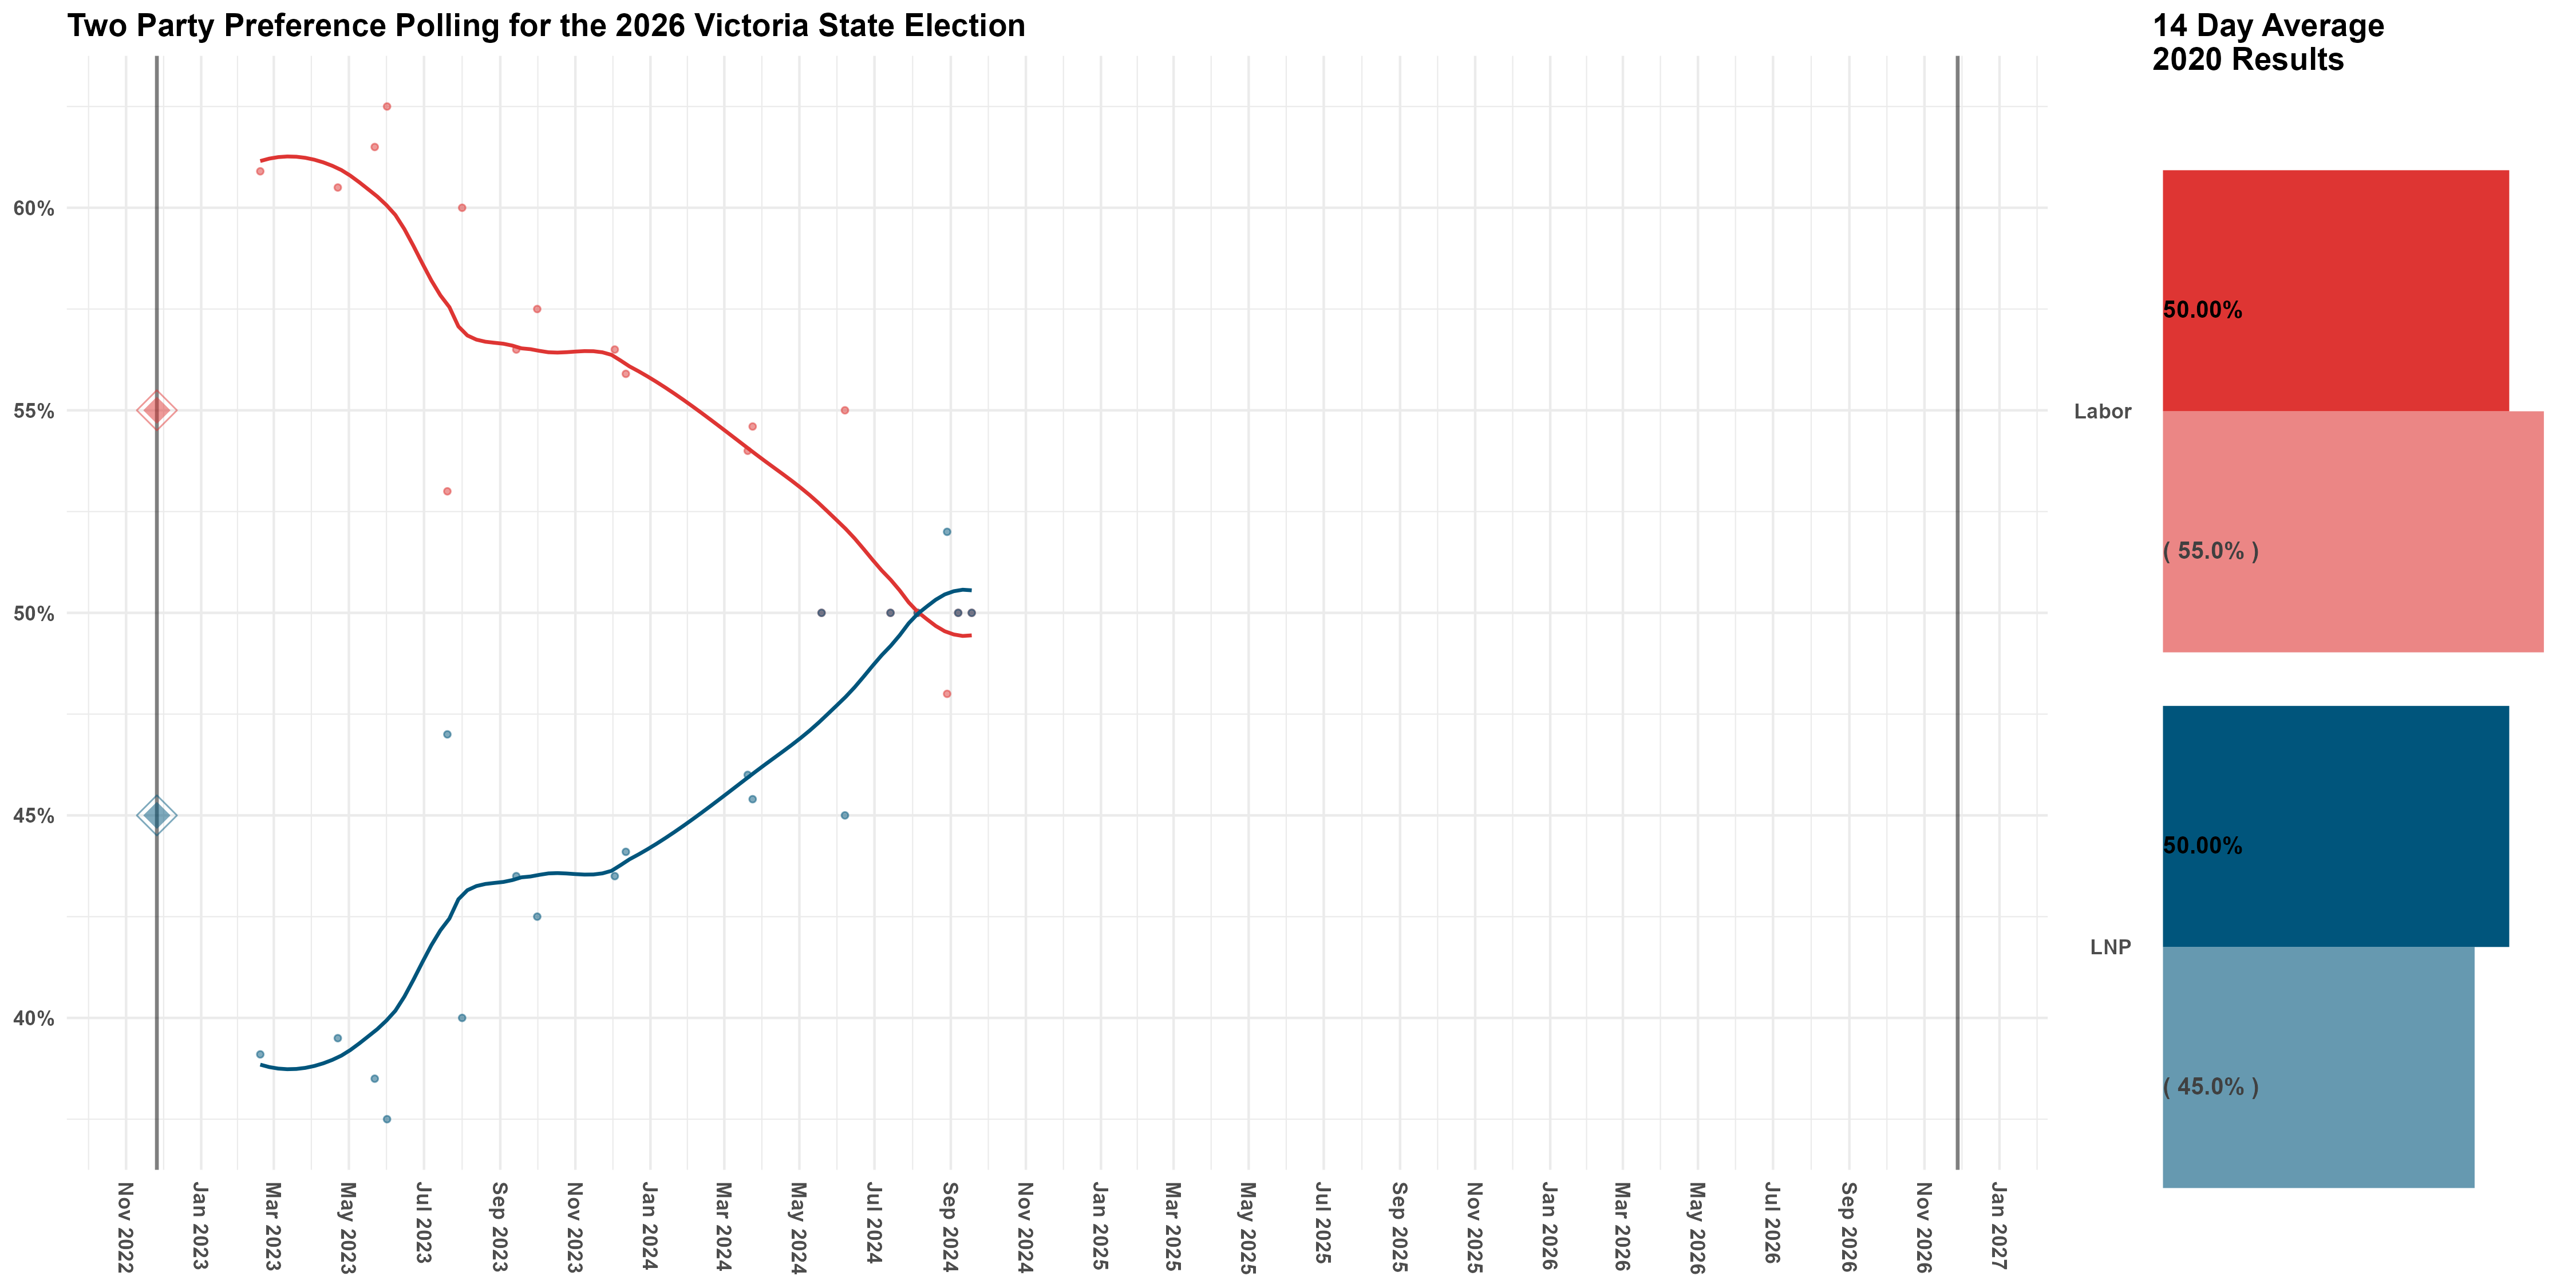 Two Party Preference Polling for the 2026 Victoria State Election
60%
55%
50%
45%
40%
Nov 2022
Jan 2023
Mar 2023
May 2023
Jul 2023
Sep 2023
Nov 2023
Jan 2024
Mar 2024
May 2024
Jul 2024
Sep 2024
Nov 2024
Jan 2025
Mar 2025
May 2025
Jul 2025
Sep 2025
Nov 2025
Jan 2026
Mar 2026
May 2026
Jul 2026
Sep 2026
Nov 2026
Jan 2027
14 Day Average
2020 Results
Labor
50.00%
( 55.0% )
LNP
50.00%
( 45.0% )